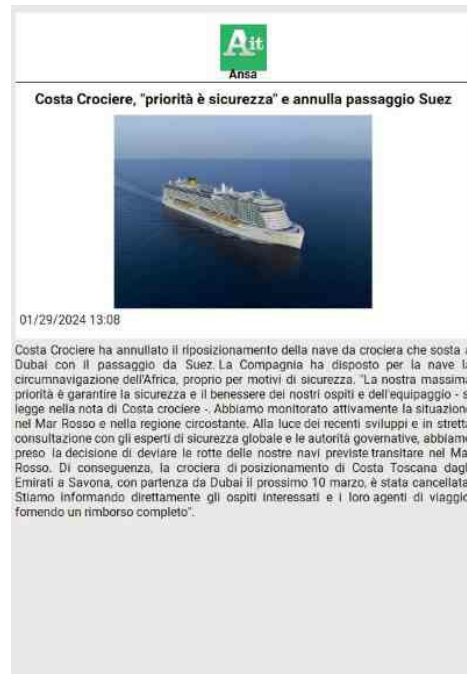 Ait
Ansa
Costa Crociere, "priorità è sicurezza" e annulla passaggio Suez
01/29/2024 13:08
Costa Crociere ha annullato il riposizionamento della nave da crociera che sosta a
Dubai con il passaggio da Suez. La Compagnia ha disposto per la nave la
circumnavigazione dell'Africa, proprio per motivi di sicurezza. "La nostra massima
priorità è garantire la sicurezza e il benessere dei nostri ospiti e dell'equipaggio - si
legge nella nota di Costa crociere -. Abbiamo monitorato attivamente la situazione
nel Mar Rosso e nella regione circostante. Alla luce dei recenti sviluppi e in stretta
consultazione con gli esperti di sicurezza globale e le autorità governative, abbiamo
preso la decisione di deviare le rotte delle nostre navi previste transitare nel Mar
Rosso. Di conseguenza, la crociera di posizionamento di Costa Toscana dagli
Emirati a Savona, con partenza da Dubai il prossimo 10 marzo, è stata cancellata.
Stiamo informando direttamente gli ospiti interessati e i loro agenti di viaggio,
fornendo un rimborso completo".